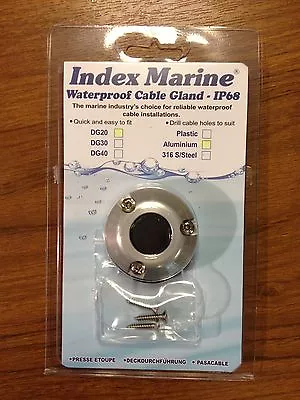 Index Marine®
Waterproof Cable Gland - IP68
The marine industry's choice for reliable waterproof
cable installations.
•Quick and easy to fit •Drill cable holes to suit
DG20 Plastic
DG30 Aluminium
DG40 316 S/Steel
•PRESSE ETOUPE •DECKDURCHFÜHRUNG •PASACABLE